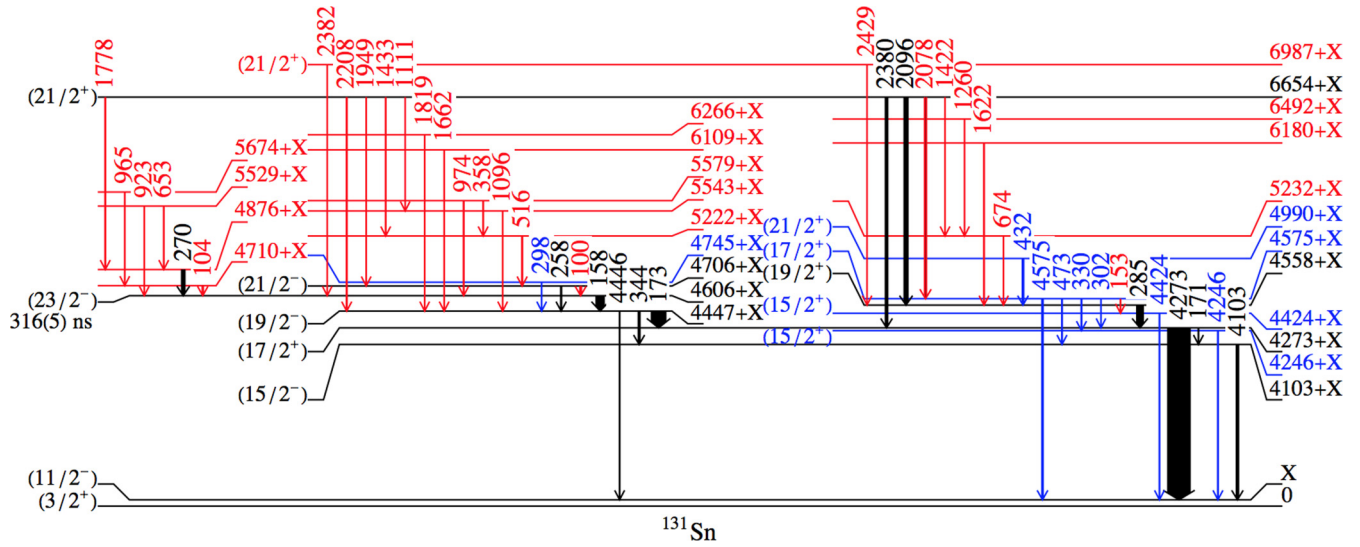 1778
2382
2208
1949
1433
1111
1819
1662
2429
2380
2096
2078
1422
1260
1622
(21/2⁺)
6987+X
(21/2⁺)
6654+X
6492+X
6266+X
6109+X
6180+X
965
923
653
5674+X
5529+X
974
358
1096
516
5579+X
5543+X
4876+X
5222+X
5232+X
674
432
4990+X
(21/2⁺)
270
104
4710+X
298
258
100
158
4446
344
173
4745+X
(17/2⁺)
4575
473
330
302
153
285
4424
4273
171
4246
4103
4575+X
(21/2⁻)
4706+X
(19/2⁺)
4558+X
(23/2⁻)
4606+X
316(5) ns
(19/2⁻)
4447+X
(15/2⁺)
4424+X
(17/2⁺)
4273+X
(15/2⁺)
4246+X
(15/2⁻)
4103+X
(11/2⁻)
X
(3/2⁺)
0
¹³¹Sn